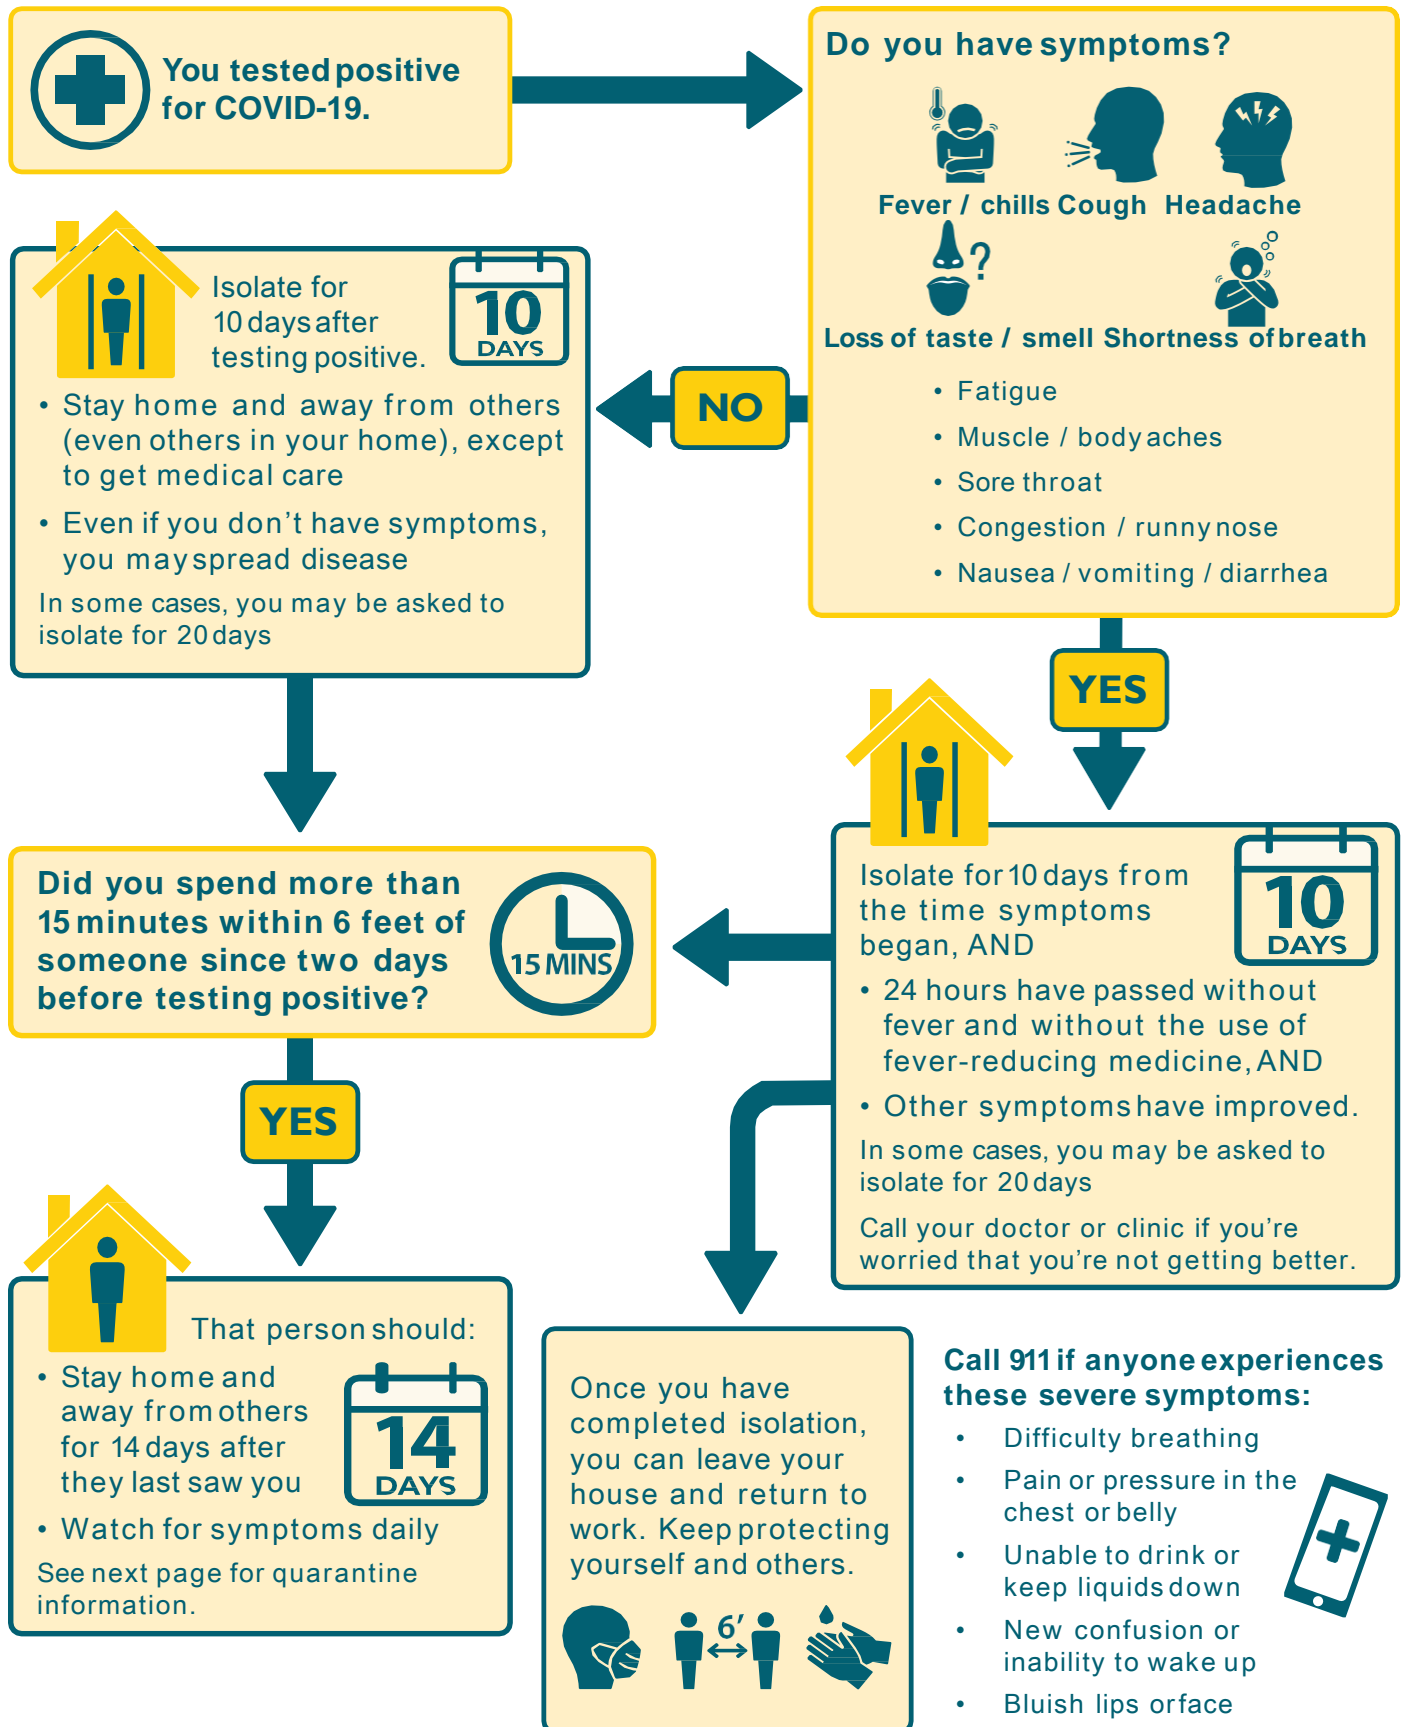 You tested positive
for COVID-19.
Do you have symptoms?
Fever / chills Cough Headache
?
Loss of taste / smell Shortness of breath
• Fatigue
• Muscle / body aches
• Sore throat
• Congestion / runny nose
• Nausea / vomiting / diarrhea
NO
Isolate for
10 days after
testing positive.
10
DAYS
• Stay home and away from others
(even others in your home), except
to get medical care
• Even if you don't have symptoms,
you may spread disease
In some cases, you may be asked to
isolate for 20 days
YES
Isolate for 10 days from
the time symptoms
began, AND
10
DAYS
• 24 hours have passed without
fever and without the use of
fever-reducing medicine, AND
• Other symptoms have improved.
In some cases, you may be asked to
isolate for 20 days
Call your doctor or clinic if you're
worried that you're not getting better.
Did you spend more than
15 minutes within 6 feet of
someone since two days
before testing positive?
15 MINS
YES
That person should:
• Stay home and
away from others
for 14 days after
they last saw you
14
DAYS
• Watch for symptoms daily
See next page for quarantine
information.
Once you have
completed isolation,
you can leave your
house and return to
work. Keep protecting
yourself and others.
6′
Call 911 if anyone experiences
these severe symptoms:
• Difficulty breathing
• Pain or pressure in the
chest or belly
• Unable to drink or
keep liquids down
• New confusion or
inability to wake up
• Bluish lips or face